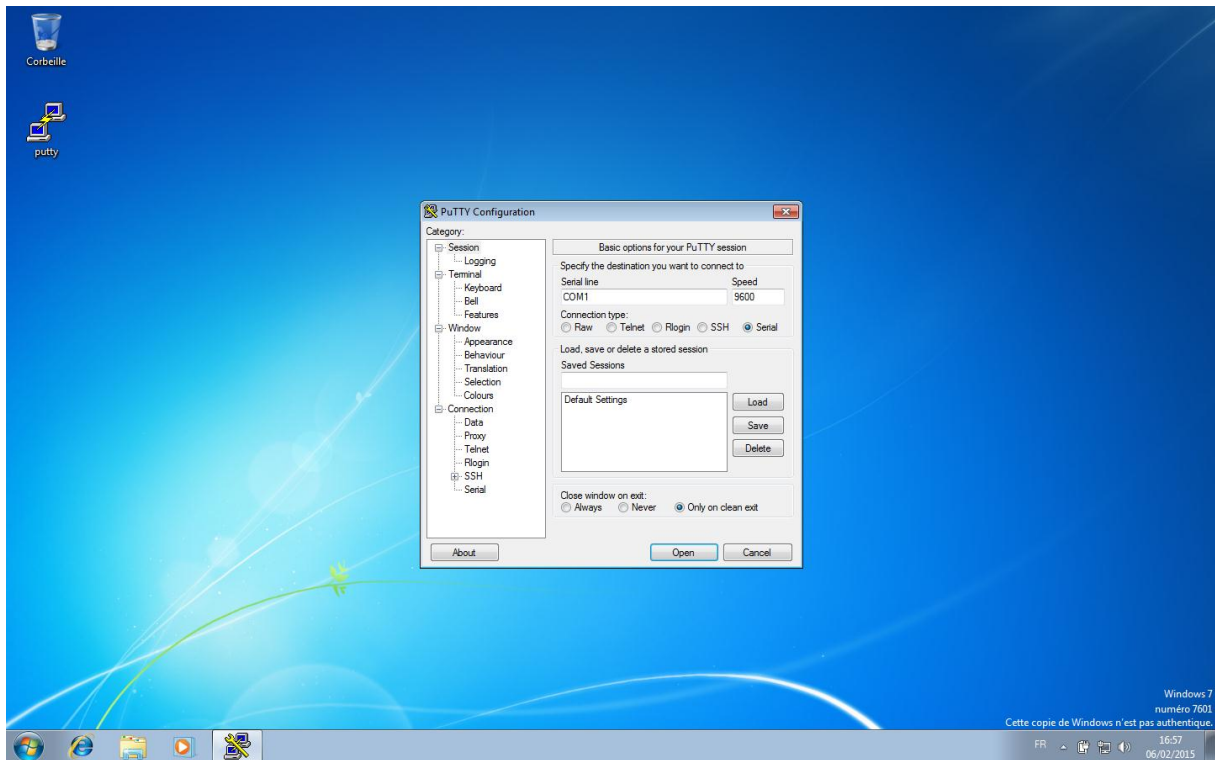 Corbeille
putty
PuTTY Configuration
Category:
Session
Logging
Terminal
Keyboard
Bell
Features
Window
Appearance
Behaviour
Translation
Selection
Colours
Connection
Data
Proxy
Telnet
Rlogin
SSH
Serial
Basic options for your PuTTY session
Specify the destination you want to connect to
Serial line Speed
COM1 9600
Connection type:
Raw Telnet Rlogin SSH Serial
Load, save or delete a stored session
Saved Sessions
Default Settings
Load
Save
Delete
Close window on exit:
Always Never Only on clean exit
About Open Cancel
Windows 7
numéro 7601
Cette copie de Windows n'est pas authentique.
FR
16:57
06/02/2015